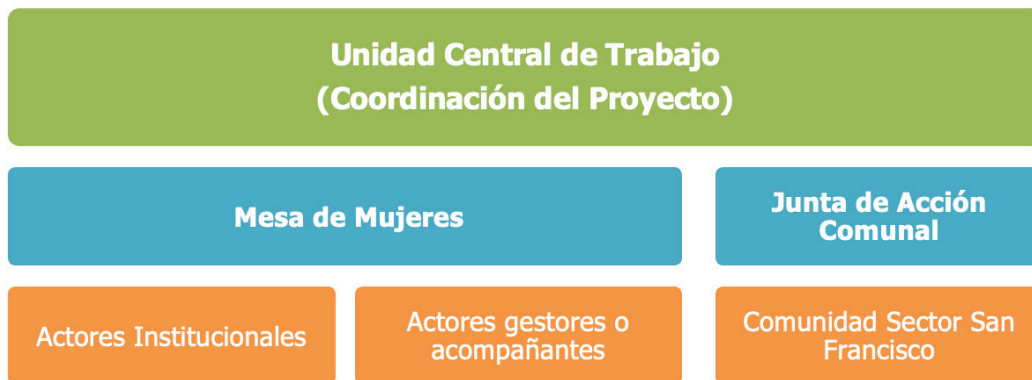 Unidad Central de Trabajo
(Coordinación del Proyecto)
Mesa de Mujeres
Junta de Acción
Comunal
Actores Institucionales
Actores gestores o
acompañantes
Comunidad Sector San
Francisco